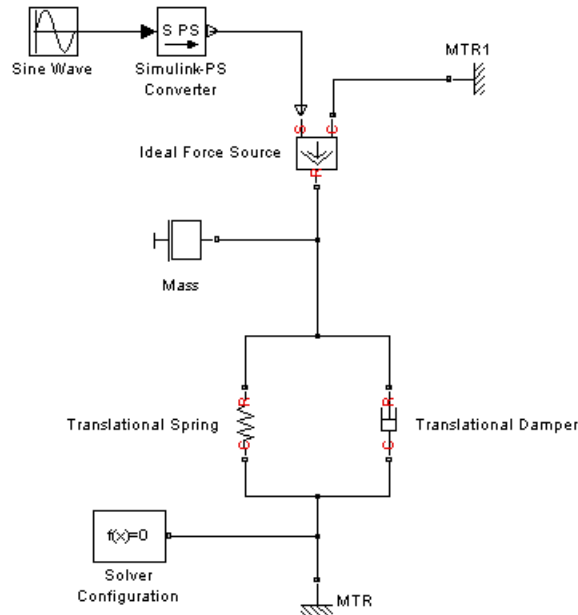 MTR1
S PS
Sine Wave
Simulink-PS
Converter
S
C
Ideal Force Source
R
Mass
R
R
Translational Spring
Translational Damper
C
C
f(x)=0
Solver
Configuration
MTR